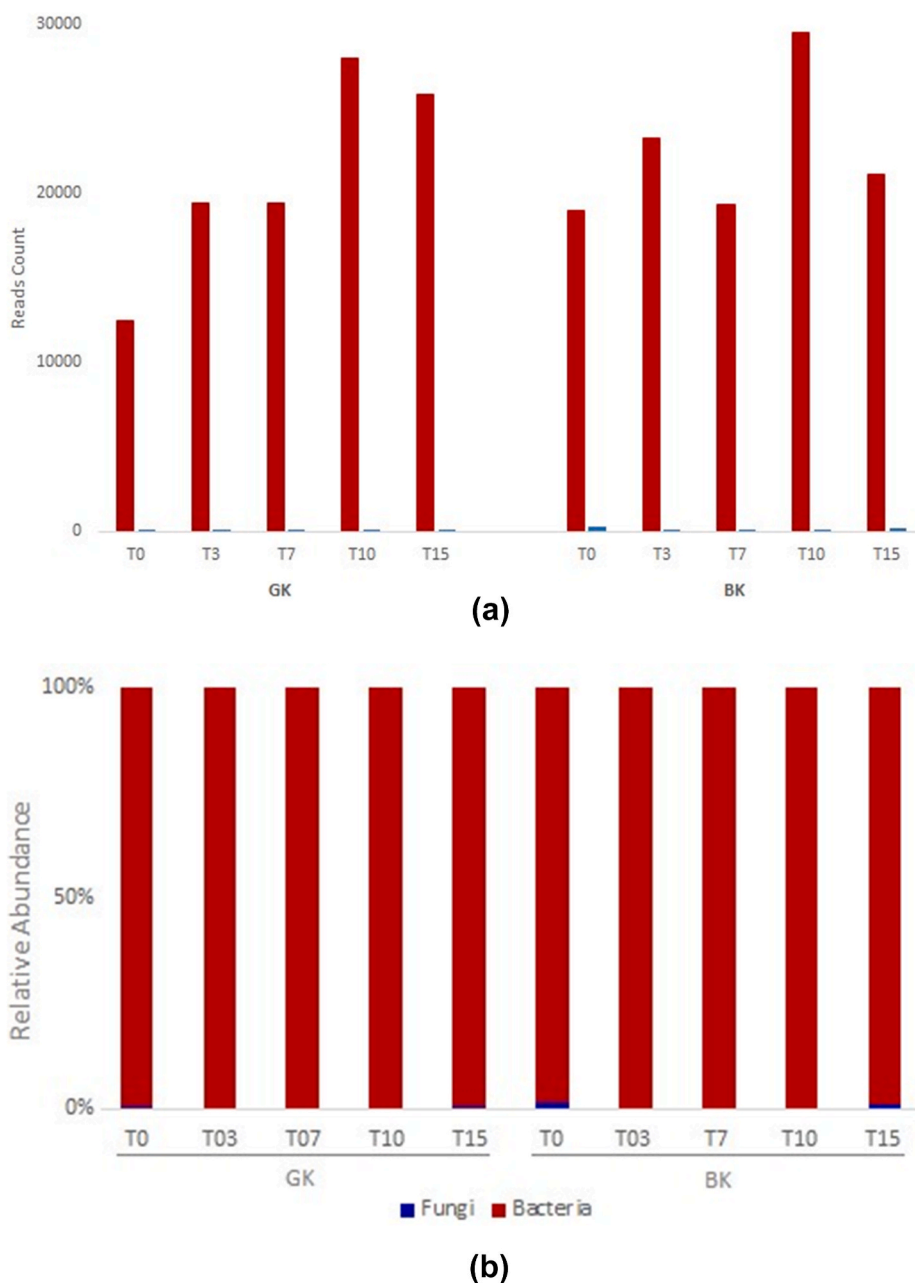 30000
20000
Reads Count
10000
0
T0 T3 T7 T10 T15 T0 T3 T7 T10 T15
GK BK
(a)
100%
Relative Abundance
50%
0%
T0 T03 T07 T10 T15 T0 T03 T7 T10 T15
GK BK
Fungi Bacteria
(b)